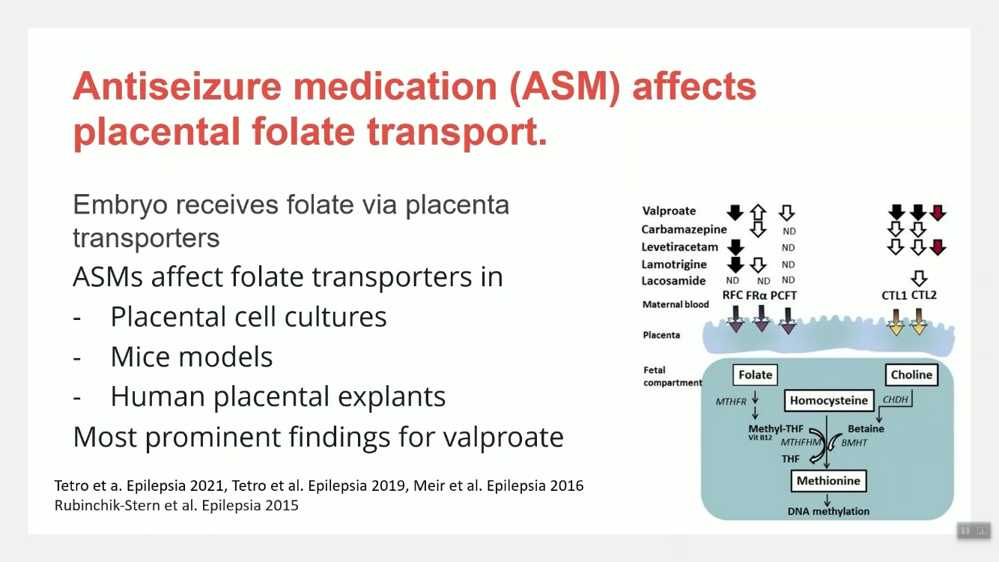 Antiseizure medication (ASM) affects
placental folate transport.
Embryo receives folate via placenta
transporters
ASMs affect folate transporters in
- Placental cell cultures
- Mice models
- Human placental explants
Most prominent findings for valproate
Tetro et a. Epilepsia 2021, Tetro et al. Epilepsia 2019, Meir et al. Epilepsia 2016
Rubinchik-Stern et al. Epilepsia 2015
Valproate
Carbamazepine ND
Levetiracetam ND
Lamotrigine ND
Lacosamide ND ND ND
RFC FRα PCFT CTL1 CTL2
Maternal blood
Placenta
Fetal
compartment
Folate Choline
MTHFR Homocysteine CHDH
Methyl-THF Betaine
Vit B12
MTHFHM BMHT
THF
Methionine
DNA methylation